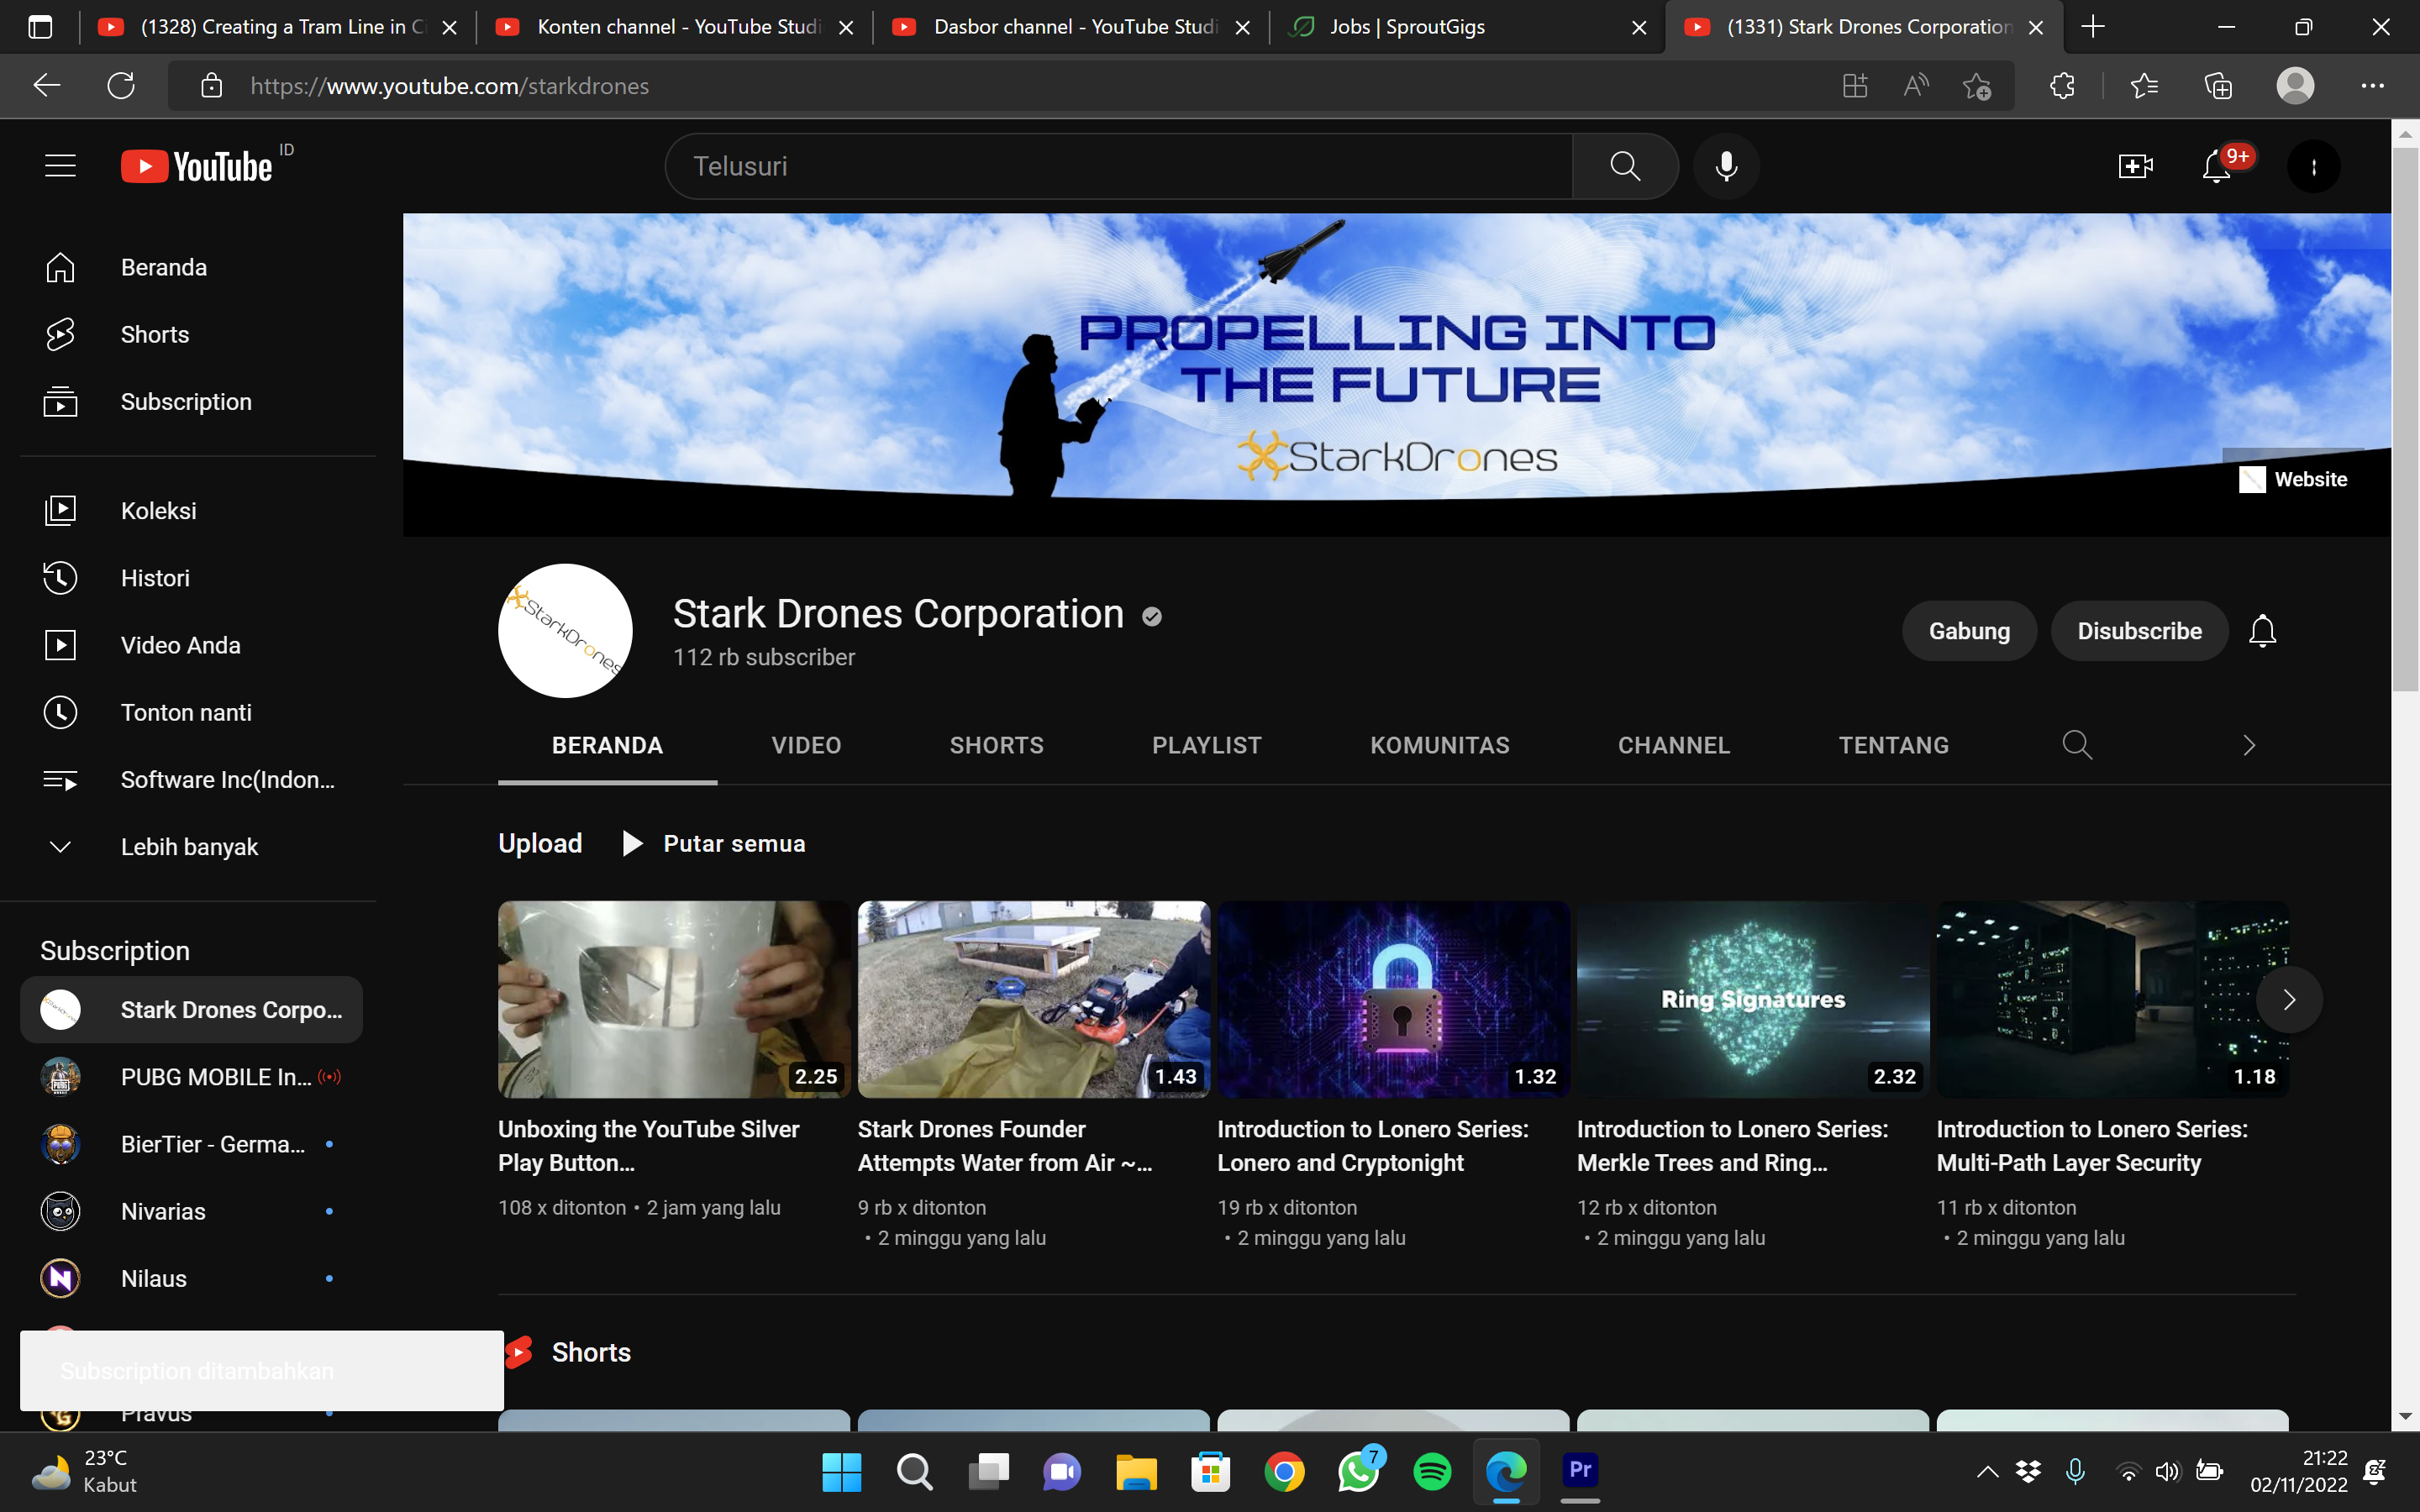 (1328) Creating a Tram Line in Ci
Konten channel - YouTube Studi
Dasbor channel - YouTube Studi
Jobs | SproutGigs
(1331) Stark Drones Corporation
https://www.youtube.com/starkdrones
YouTube ID
Telusuri
9+
Beranda
Shorts
Subscription
Koleksi
Histori
Video Anda
Tonton nanti
Software Inc(Indon...
Lebih banyak
Subscription
Stark Drones Corpo...
PUBG MOBILE In...
BierTier - Germa...
Nivarias
Nilaus
Subscription ditambahkan
Pravus
PROPELLING INTO
THE FUTURE
StarkDrones
Website
StarkDrones
Stark Drones Corporation
112 rb subscriber
Gabung
Disubscribe
BERANDA
VIDEO
SHORTS
PLAYLIST
KOMUNITAS
CHANNEL
TENTANG
Upload
Putar semua
2.25
Unboxing the YouTube Silver
Play Button...
108 x ditonton • 2 jam yang lalu
1.43
Stark Drones Founder
Attempts Water from Air ~...
9 rb x ditonton
• 2 minggu yang lalu
1.32
Introduction to Lonero Series:
Lonero and Cryptonight
19 rb x ditonton
• 2 minggu yang lalu
Ring Signatures
2.32
Introduction to Lonero Series:
Merkle Trees and Ring...
12 rb x ditonton
• 2 minggu yang lalu
1.18
Introduction to Lonero Series:
Multi-Path Layer Security
11 rb x ditonton
• 2 minggu yang lalu
Shorts
23°C
Kabut
7
Pr
21:22
02/11/2022